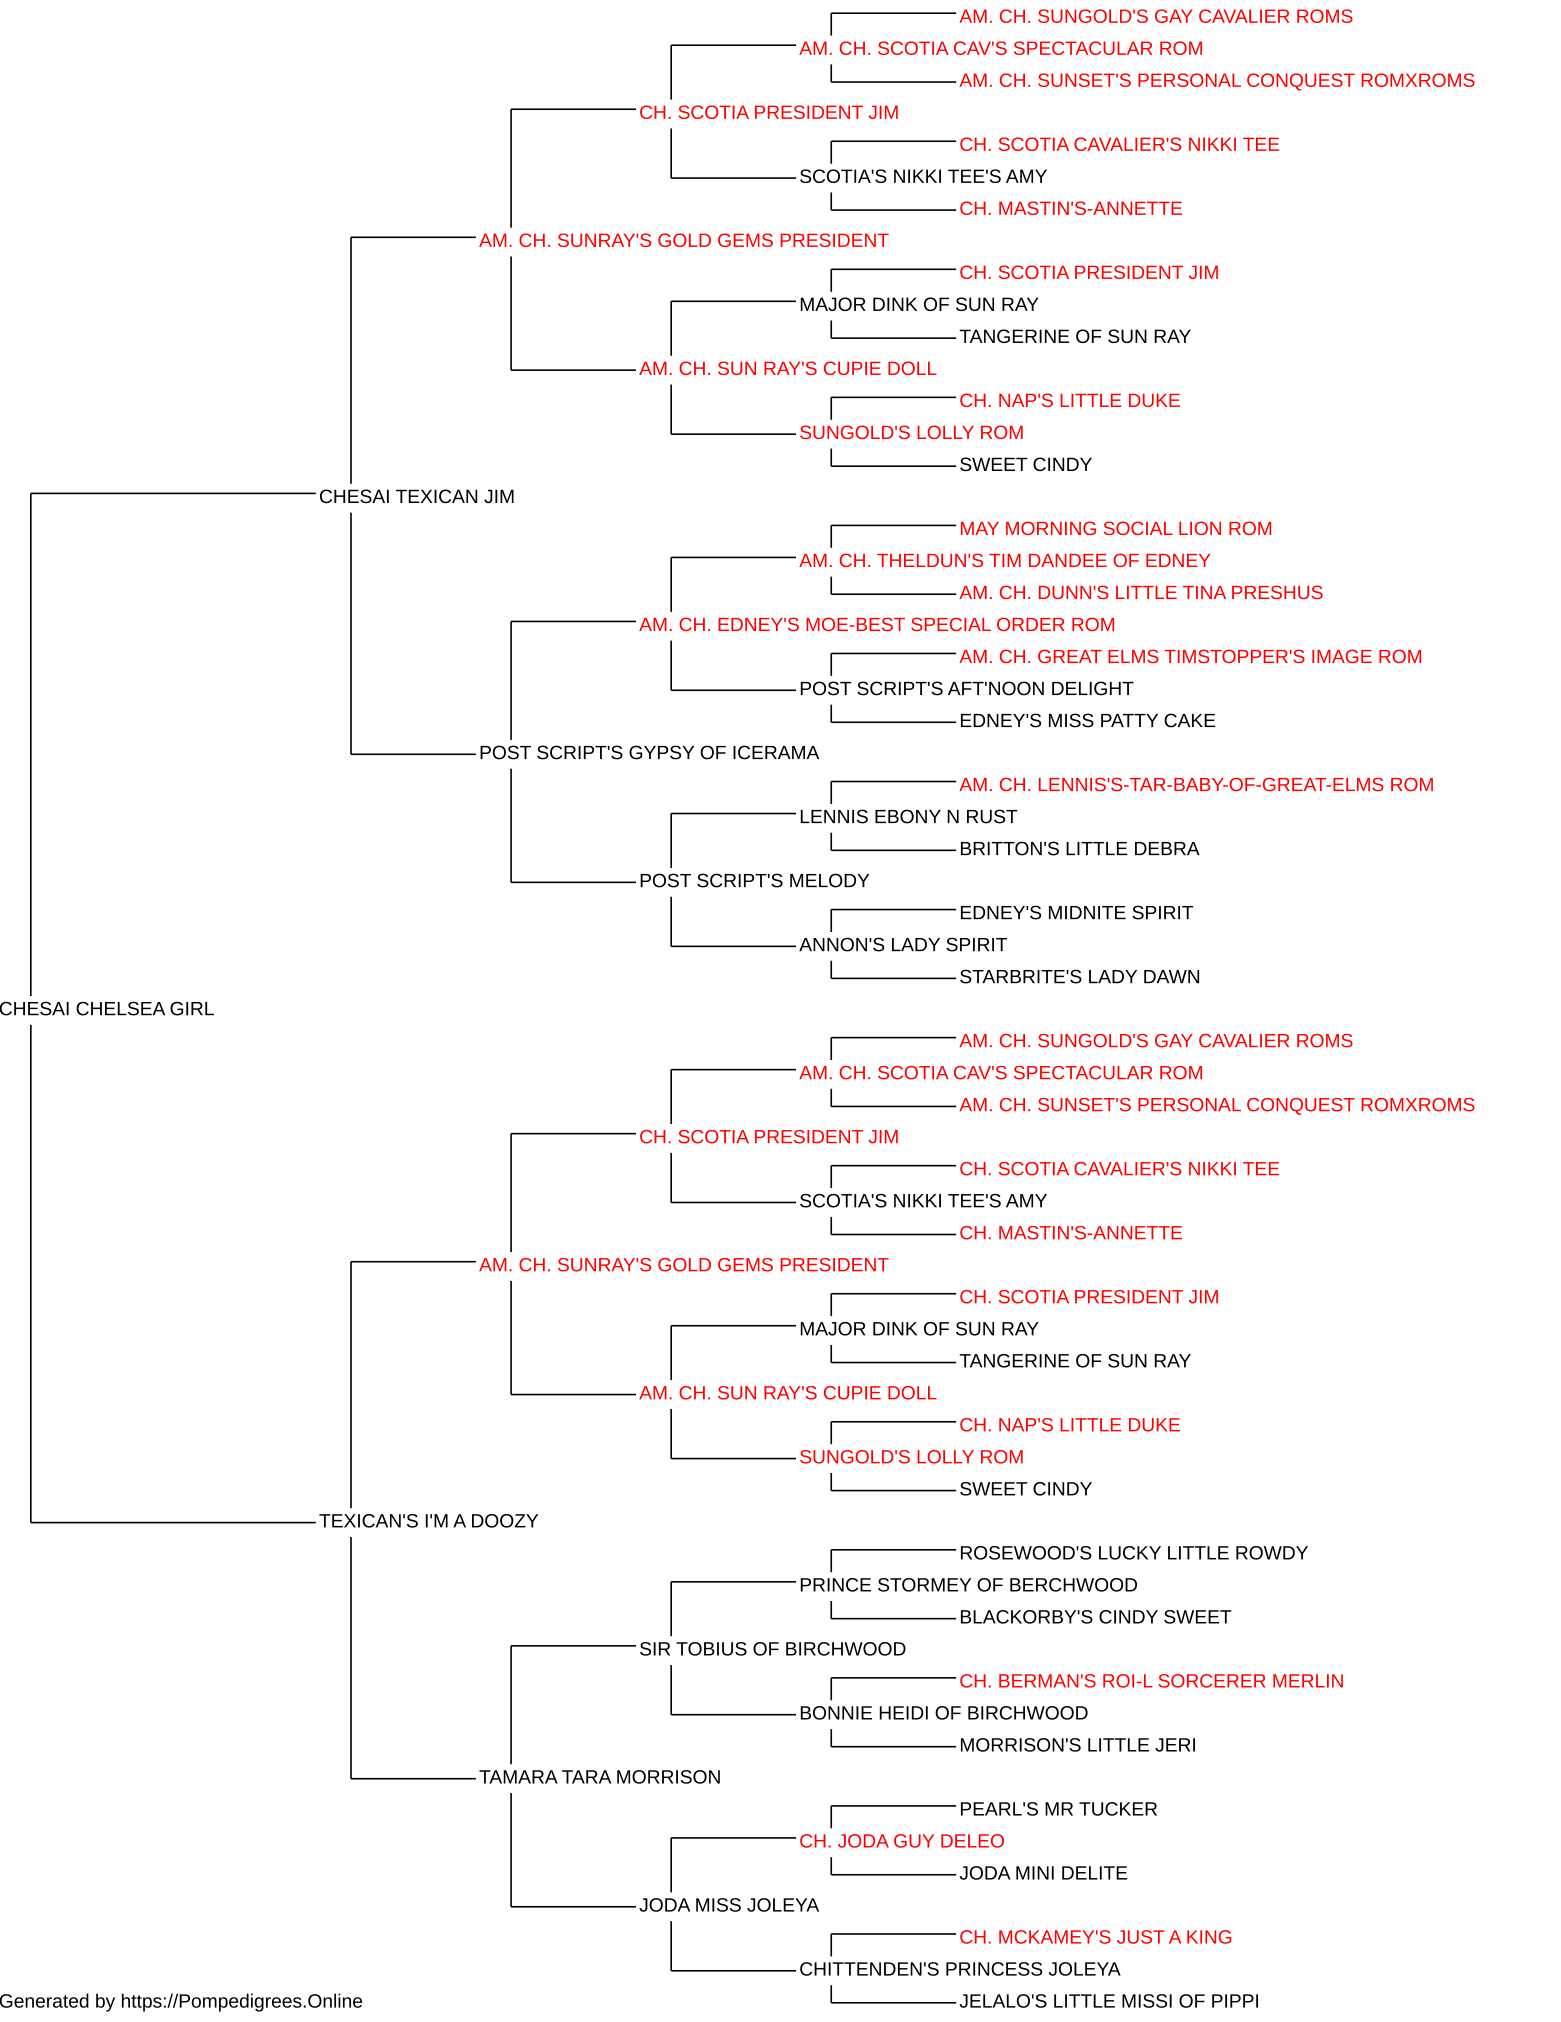 AM. CH. SUNGOLD'S GAY CAVALIER ROMS
AM. CH. SCOTIA CAV'S SPECTACULAR ROM
AM. CH. SUNSET'S PERSONAL CONQUEST ROMXROMS
CH. SCOTIA PRESIDENT JIM
CH. SCOTIA CAVALIER'S NIKKI TEE
SCOTIA'S NIKKI TEE'S AMY
CH. MASTIN'S-ANNETTE
AM. CH. SUNRAY'S GOLD GEMS PRESIDENT
CH. SCOTIA PRESIDENT JIM
MAJOR DINK OF SUN RAY
TANGERINE OF SUN RAY
AM. CH. SUN RAY'S CUPIE DOLL
CH. NAP'S LITTLE DUKE
SUNGOLD'S LOLLY ROM
SWEET CINDY
CHESAI TEXICAN JIM
MAY MORNING SOCIAL LION ROM
AM. CH. THELDUN'S TIM DANDEE OF EDNEY
AM. CH. DUNN'S LITTLE TINA PRESHUS
AM. CH. EDNEY'S MOE-BEST SPECIAL ORDER ROM
AM. CH. GREAT ELMS TIMSTOPPER'S IMAGE ROM
POST SCRIPT'S AFT'NOON DELIGHT
EDNEY'S MISS PATTY CAKE
POST SCRIPT'S GYPSY OF ICERAMA
AM. CH. LENNIS'S-TAR-BABY-OF-GREAT-ELMS ROM
LENNIS EBONY N RUST
BRITTON'S LITTLE DEBRA
POST SCRIPT'S MELODY
EDNEY'S MIDNITE SPIRIT
ANNON'S LADY SPIRIT
STARBRITE'S LADY DAWN
CHESAI CHELSEA GIRL
AM. CH. SUNGOLD'S GAY CAVALIER ROMS
AM. CH. SCOTIA CAV'S SPECTACULAR ROM
AM. CH. SUNSET'S PERSONAL CONQUEST ROMXROMS
CH. SCOTIA PRESIDENT JIM
CH. SCOTIA CAVALIER'S NIKKI TEE
SCOTIA'S NIKKI TEE'S AMY
CH. MASTIN'S-ANNETTE
AM. CH. SUNRAY'S GOLD GEMS PRESIDENT
CH. SCOTIA PRESIDENT JIM
MAJOR DINK OF SUN RAY
TANGERINE OF SUN RAY
AM. CH. SUN RAY'S CUPIE DOLL
CH. NAP'S LITTLE DUKE
SUNGOLD'S LOLLY ROM
SWEET CINDY
TEXICAN'S I'M A DOOZY
ROSEWOOD'S LUCKY LITTLE ROWDY
PRINCE STORMEY OF BERCHWOOD
BLACKORBY'S CINDY SWEET
SIR TOBIUS OF BIRCHWOOD
CH. BERMAN'S ROI-L SORCERER MERLIN
BONNIE HEIDI OF BIRCHWOOD
MORRISON'S LITTLE JERI
TAMARA TARA MORRISON
PEARL'S MR TUCKER
CH. JODA GUY DELEO
JODA MINI DELITE
JODA MISS JOLEYA
CH. MCKAMEY'S JUST A KING
CHITTENDEN'S PRINCESS JOLEYA
JELALO'S LITTLE MISSI OF PIPPI
Generated by https://Pompedigrees.Online